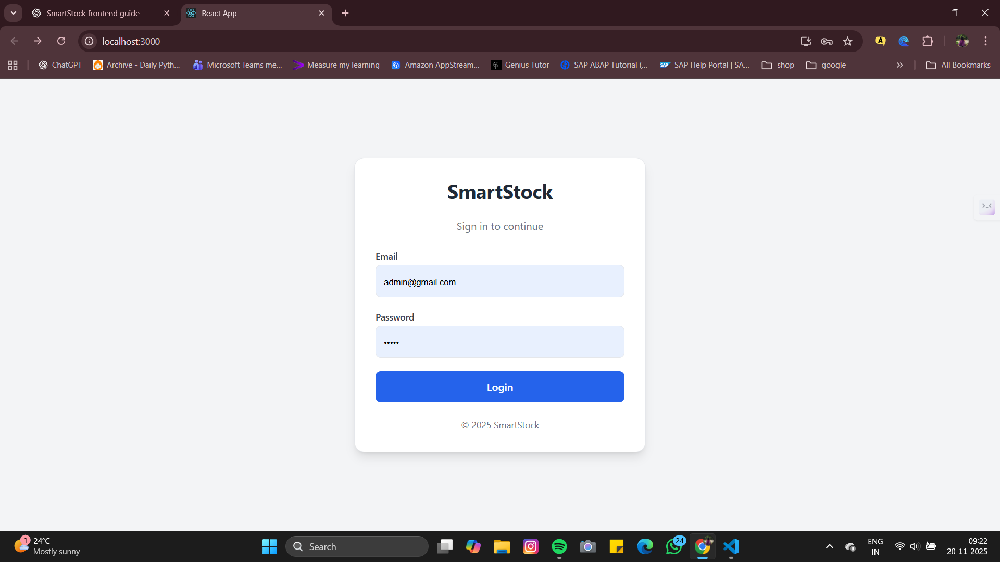 SmartStock frontend guide
React App
localhost:3000
A
ChatGPT
Archive - Daily Pyth...
Microsoft Teams me...
Measure my learning
Amazon AppStream...
Genius Tutor
SAP ABAP Tutorial (...
SAP Help Portal | SA...
shop
google
All Bookmarks
SmartStock
Sign in to continue
Email
admin@gmail.com
Password
•••••
Login
© 2025 SmartStock
1
24°C
Mostly sunny
Search
24
ENG
IN
09:22
20-11-2025